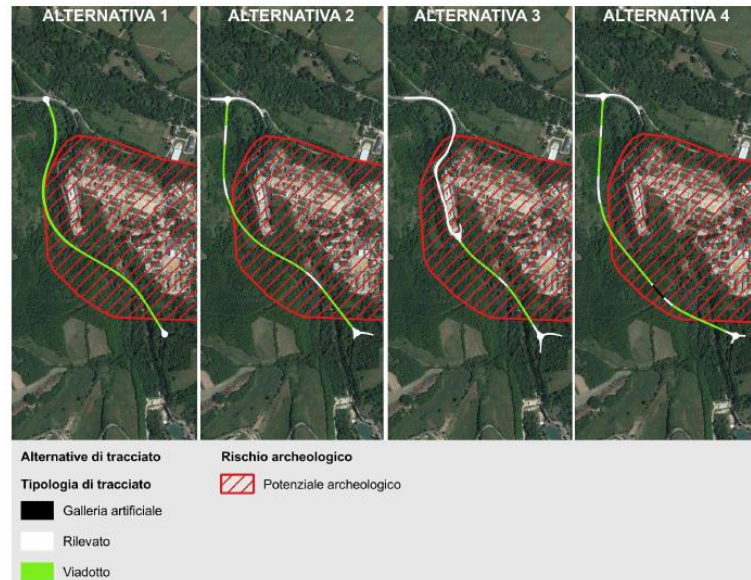 ALTERNATIVA 1 ALTERNATIVA 2 ALTERNATIVA 3 ALTERNATIVA 4
Alternative di tracciato Rischio archeologico
Tipologia di tracciato Potenziale archeologico
Galleria artificiale
Rilevato
Viadotto